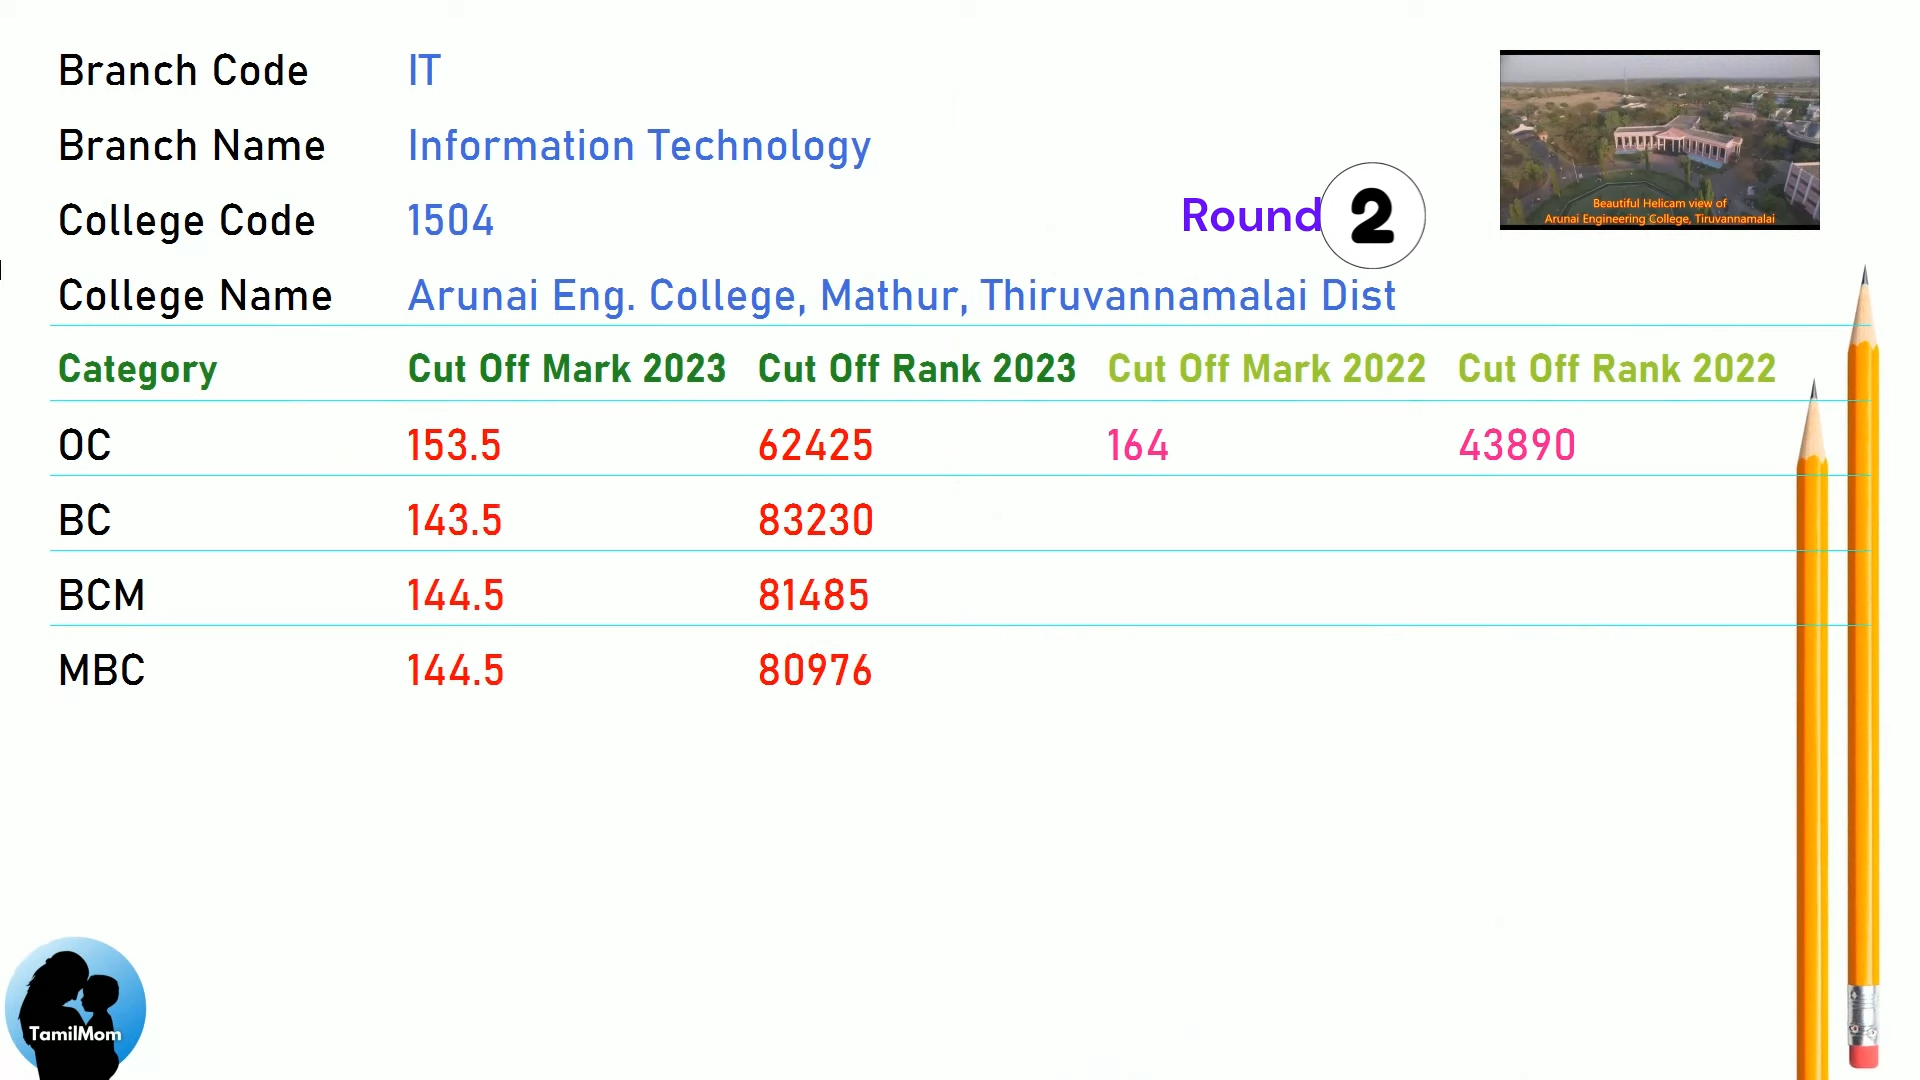 Branch Code IT
Branch Name Information Technology
College Code 1504
Round 2
Beautiful Helicam view of
Arunai Engineering College, Tiruvannamalai
College Name Arunai Eng. College, Mathur, Thiruvannamalai Dist
Category Cut Off Mark 2023 Cut Off Rank 2023 Cut Off Mark 2022 Cut Off Rank 2022
OC 153.5 62425 164 43890
BC 143.5 83230
BCM 144.5 81485
MBC 144.5 80976
TamilMom